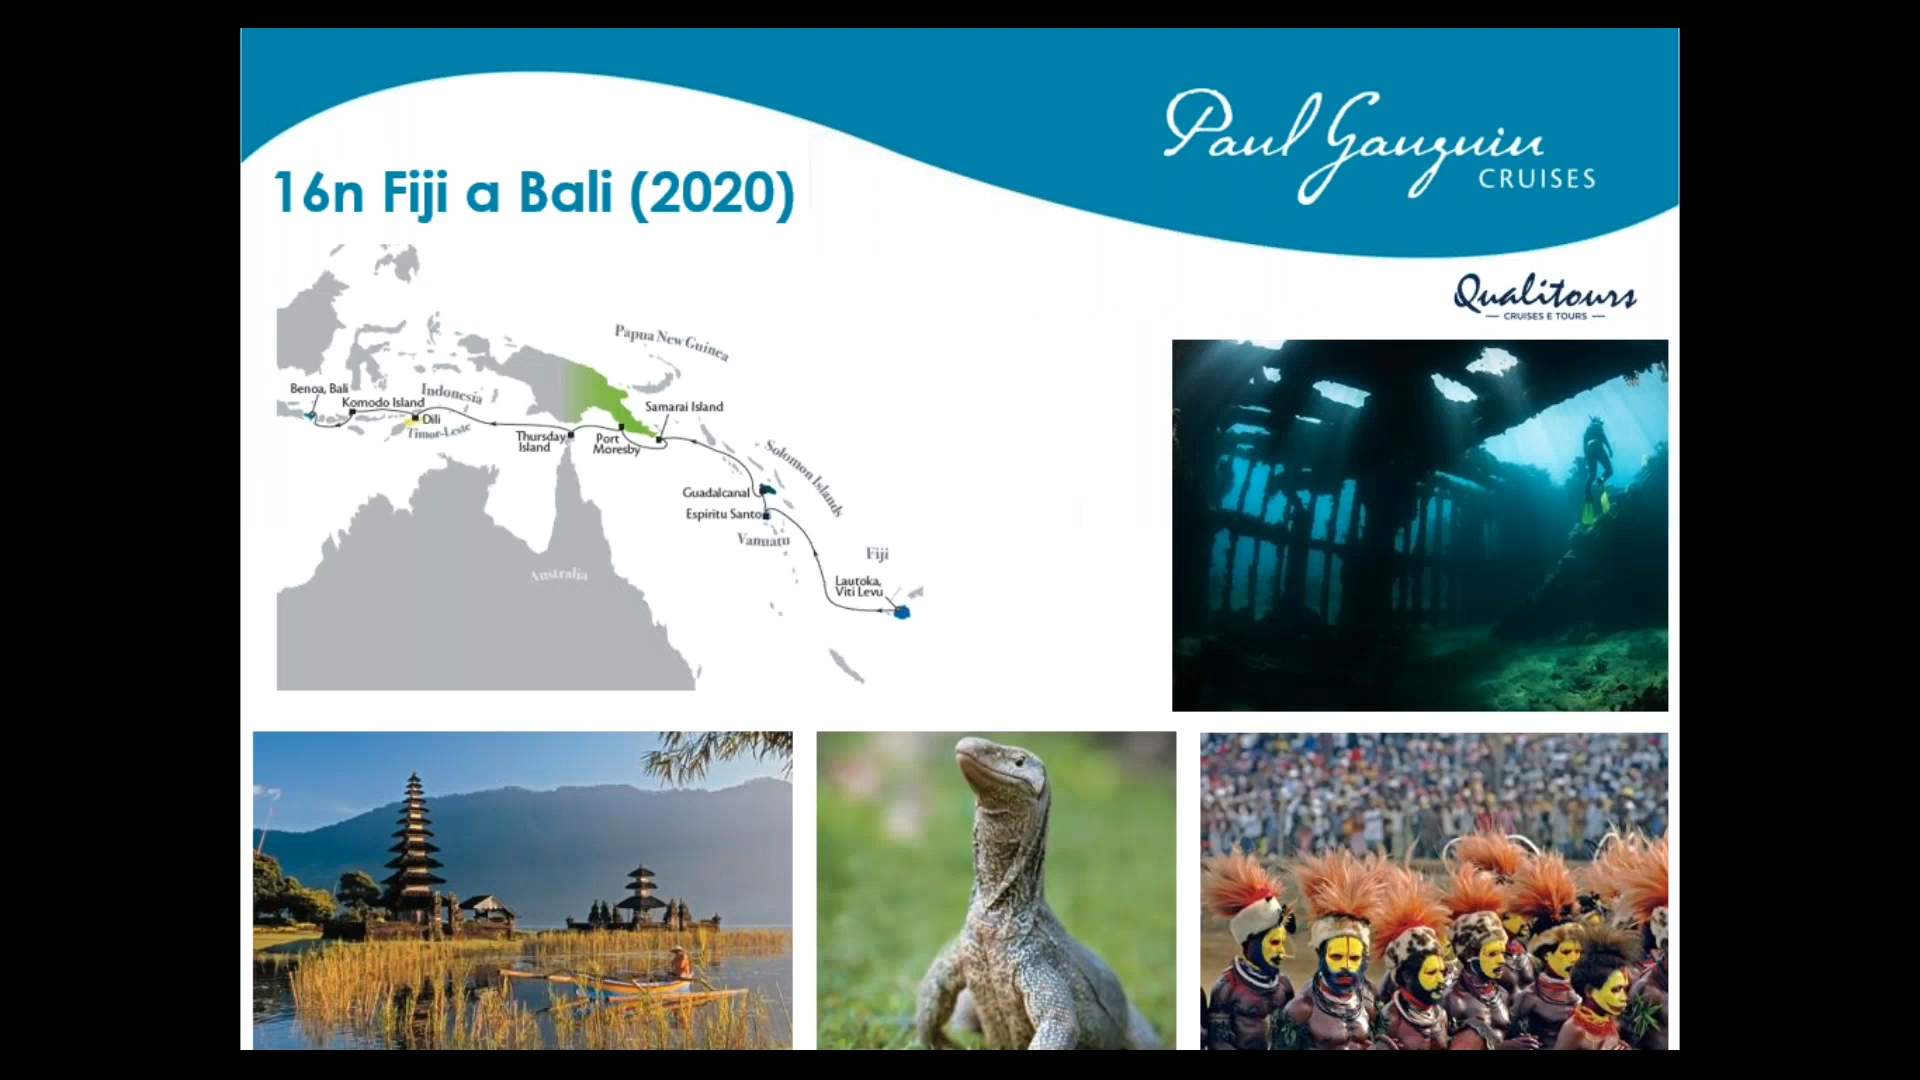 Paul Gauguin
CRUISES
16n Fiji a Bali (2020)
Qualitours
CRUISES E TOURS
Papua New Guinea
Benoa, Bali
Indonesia
Komodo Island
Samarai Island
Dili
Timor-Leste
Thursday
Island
Port
Moresby
Solomon Islands
Guadalcanal
Espiritu Santo
Vanuatu
Fiji
Australia
Lautoka,
Viti Levu